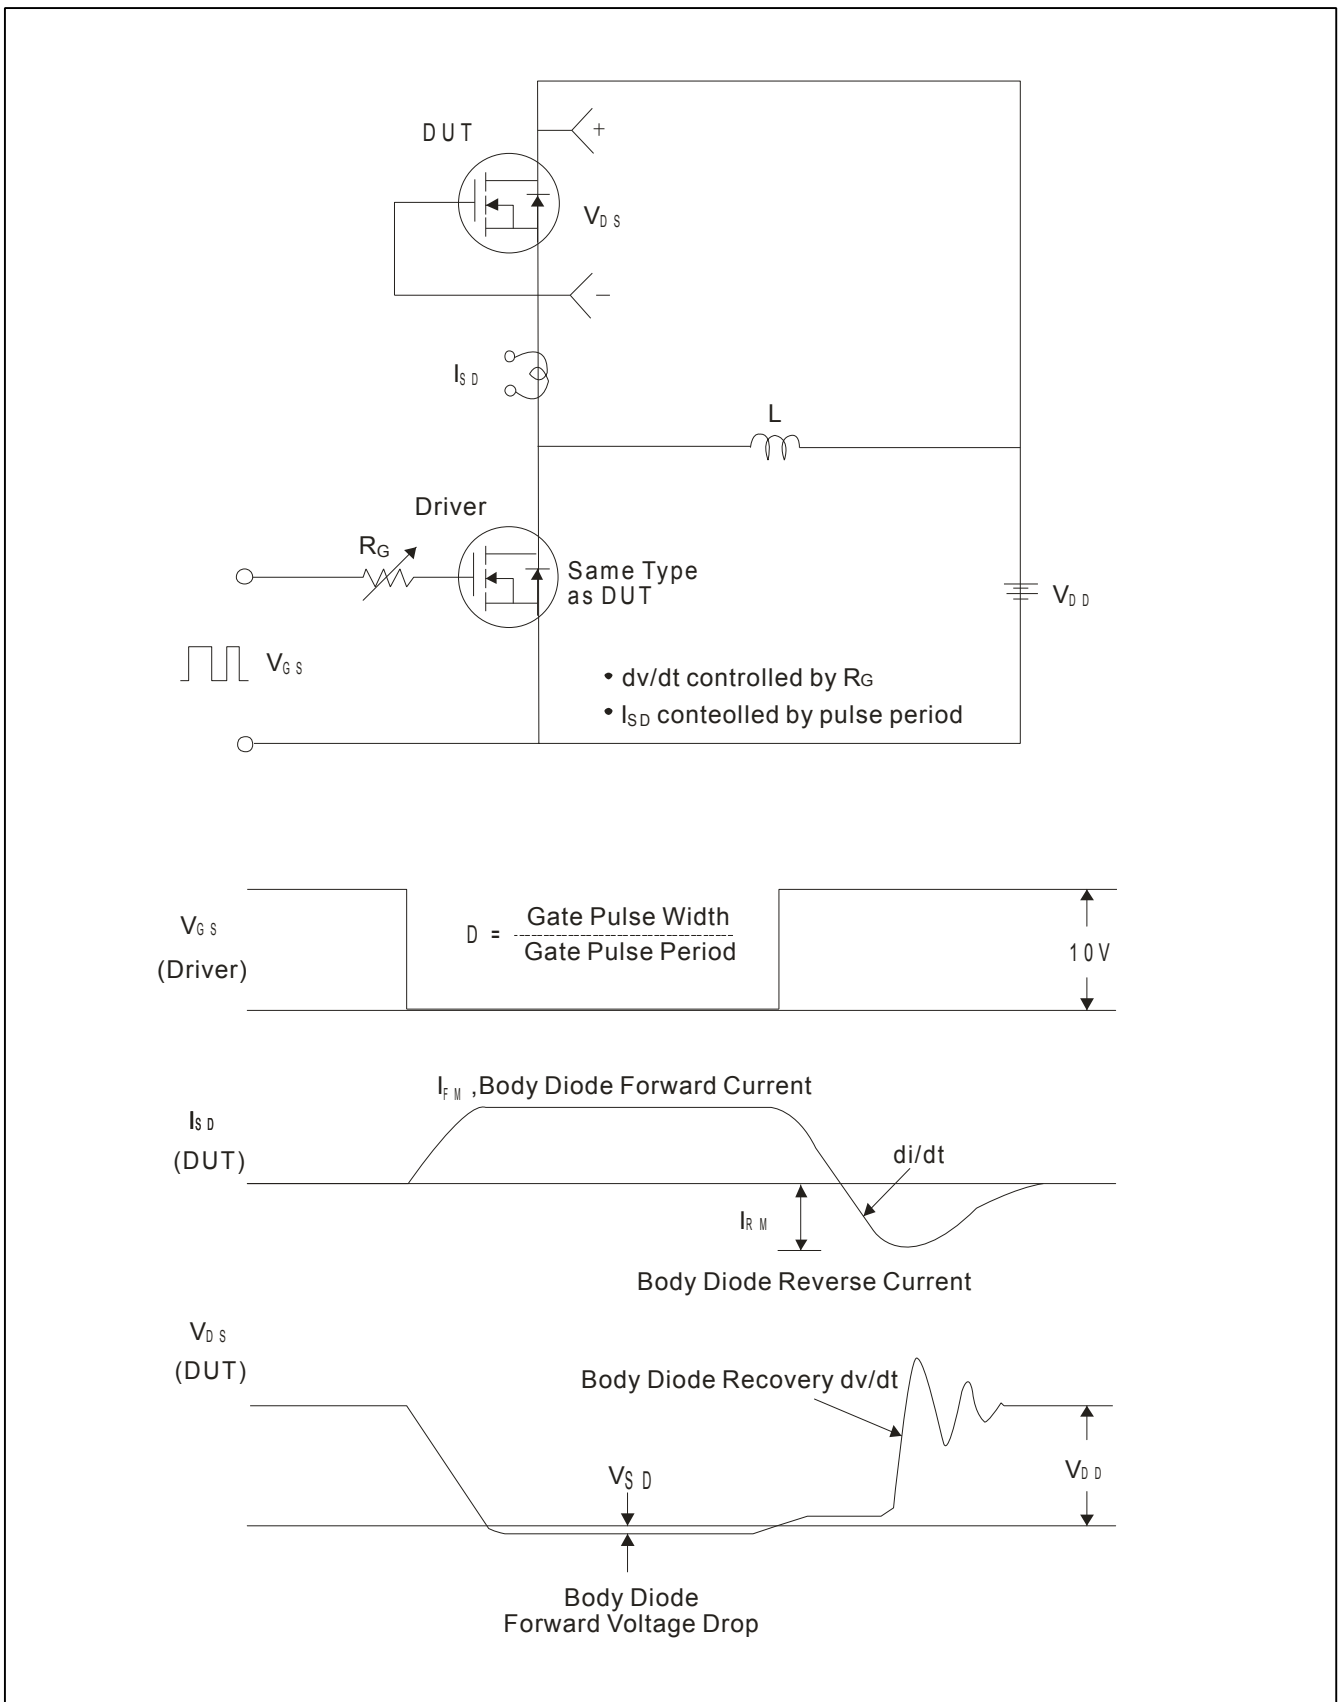 DUT
+
VDS
−
ISD
L
Driver
RG
Same Type
as DUT
VDD
VGS
• dv/dt controlled by RG
• ISD conteolled by pulse period
VGS
(Driver)
D = Gate Pulse Width
Gate Pulse Period
10V
IFM ,Body Diode Forward Current
ISD
(DUT)
di/dt
IRM
Body Diode Reverse Current
VDS
(DUT)
Body Diode Recovery dv/dt
VSD
VDD
Body Diode
Forward Voltage Drop